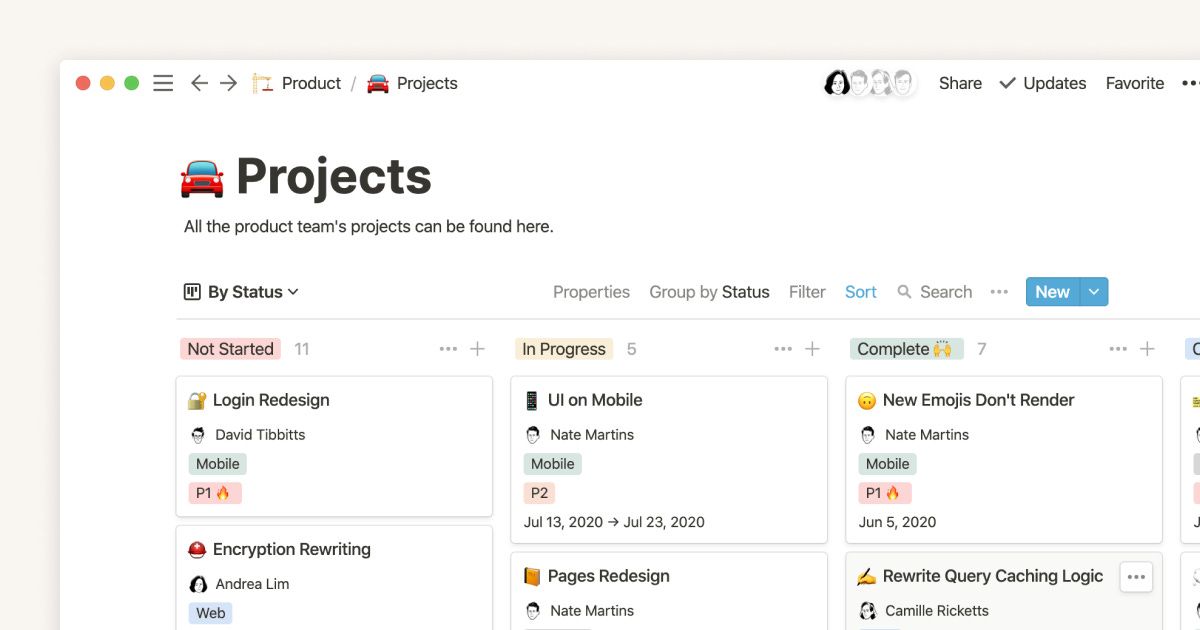 Product / Projects
Share Updates Favorite
Projects
All the product team's projects can be found here.
By Status
Properties Group by Status Filter Sort Search New
Not Started 11
Login Redesign
David Tibbitts
Mobile
P1
Encryption Rewriting
Andrea Lim
Web
In Progress 5
UI on Mobile
Nate Martins
Mobile
P2
Jul 13, 2020 → Jul 23, 2020
Pages Redesign
Nate Martins
Complete 7
New Emojis Don't Render
Nate Martins
Mobile
P1
Jun 5, 2020
Rewrite Query Caching Logic
Camille Ricketts